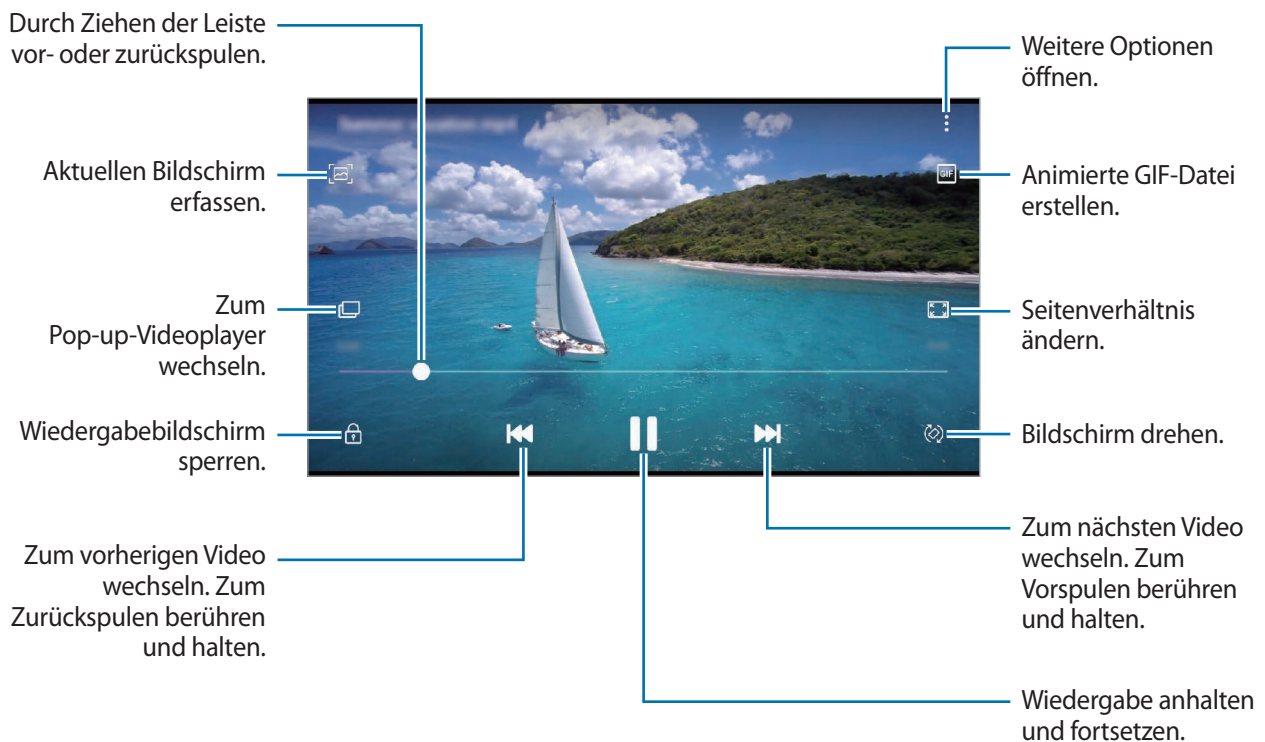 Durch Ziehen der Leiste
vor- oder zurückspulen.
Weitere Optionen
öffnen.
Aktuellen Bildschirm
erfassen.
GIF
Animierte GIF-Datei
erstellen.
Zum
Pop-up-Videoplayer
wechseln.
Seitenverhältnis
ändern.
Wiedergabebildschirm
sperren.
Bildschirm drehen.
Zum vorherigen Video
wechseln. Zum
Zurückspulen berühren
und halten.
Zum nächsten Video
wechseln. Zum
Vorspulen berühren
und halten.
Wiedergabe anhalten
und fortsetzen.